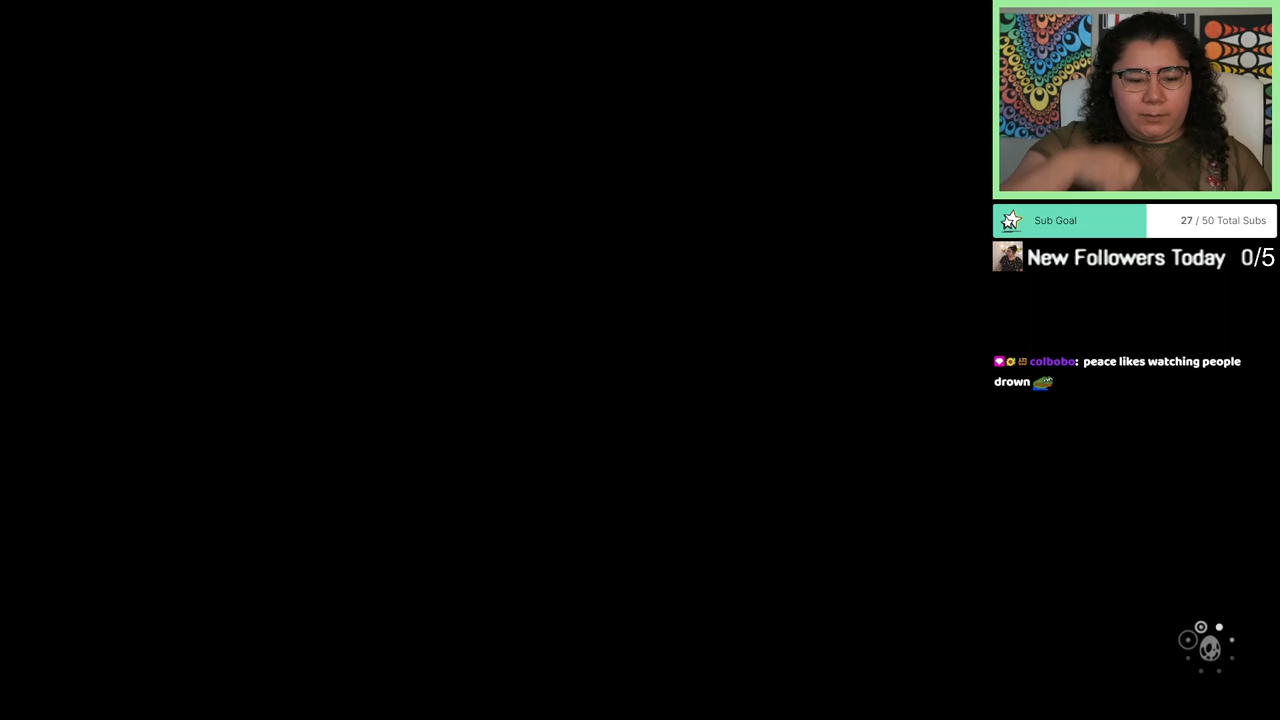 Sub Goal 27 / 50 Total Subs
New Followers Today 0/5
colbobo: peace likes watching people
drown